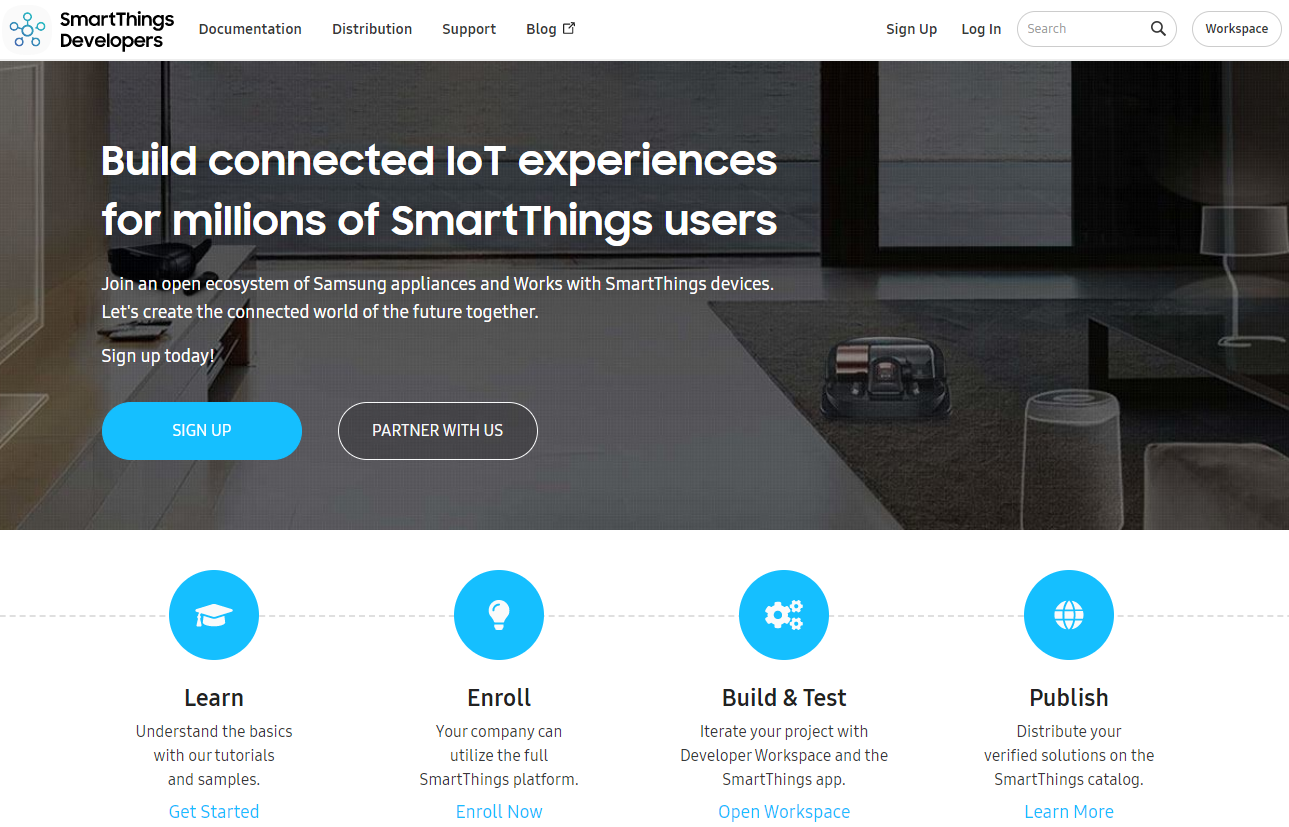 SmartThings
Developers
Documentation
Distribution
Support
Blog
Sign Up
Log In
Search
Workspace
Build connected IoT experiences
for millions of SmartThings users
Join an open ecosystem of Samsung appliances and Works with SmartThings devices.
Let's create the connected world of the future together.
Sign up today!
SIGN UP
PARTNER WITH US
Learn
Understand the basics
with our tutorials
and samples.
Get Started
Enroll
Your company can
utilize the full
SmartThings platform.
Enroll Now
Build & Test
Iterate your project with
Developer Workspace and the
SmartThings app.
Open Workspace
Publish
Distribute your
verified solutions on the
SmartThings catalog.
Learn More